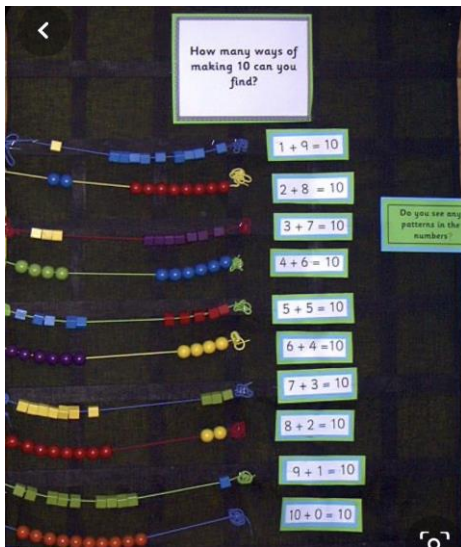 How many ways of
making 10 can you
find?
1 + 9 = 10
2 + 8 = 10
3 + 7 = 10
Do you see any
patterns in the
numbers?
4 + 6 = 10
5 + 5 = 10
6 + 4 = 10
7 + 3 = 10
8 + 2 = 10
9 + 1 = 10
10 + 0 = 10